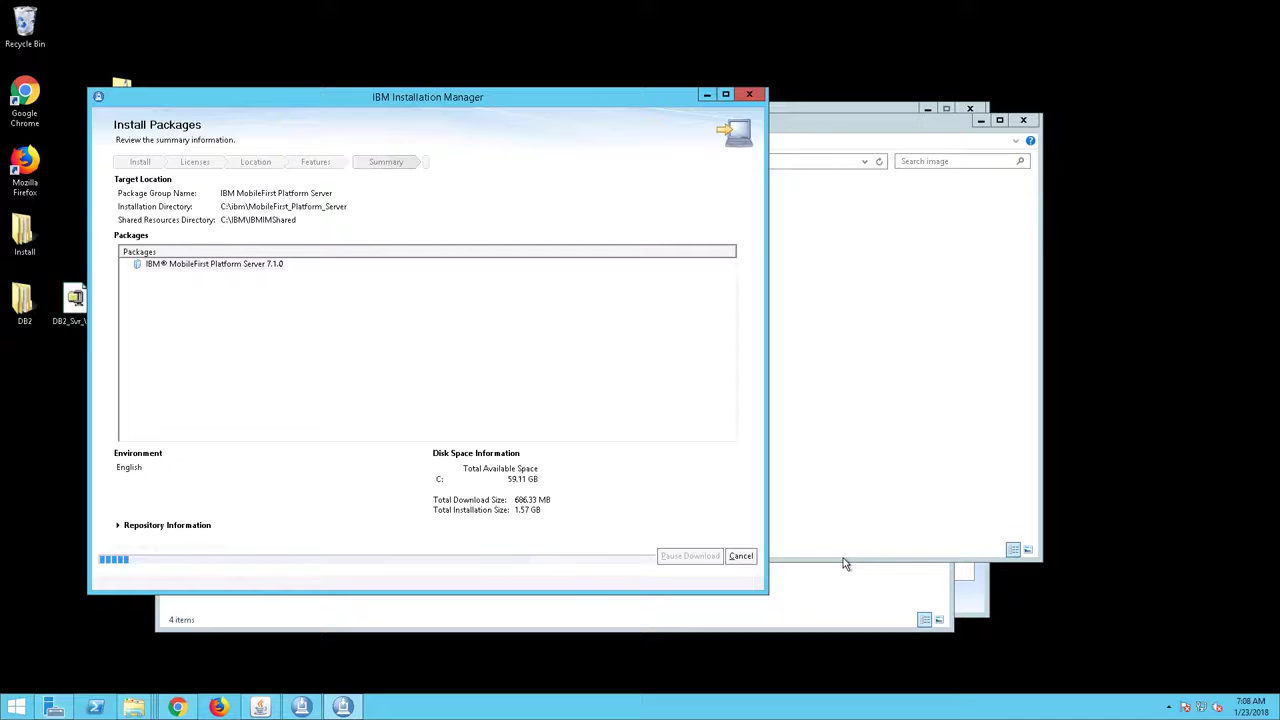 Recycle Bin
Google
Chrome
Mozilla
Firefox
Install
DB2
DB2_Svr_
IBM Installation Manager
Install Packages
Review the summary information.
Install
Licenses
Location
Features
Summary
Target Location
Package Group Name: IBM MobileFirst Platform Server
Installation Directory: C:\ibm\MobileFirst_Platform_Server
Shared Resources Directory: C:\IBM\IBMIMShared
Packages
Packages
IBM® MobileFirst Platform Server 7.1.0
Environment
English
Disk Space Information
Total Available Space
C: 59.11 GB
Total Download Size: 686.33 MB
Total Installation Size: 1.57 GB
Repository Information
Pause Download
Cancel
Search image
4 items
7:08 AM
1/23/2018